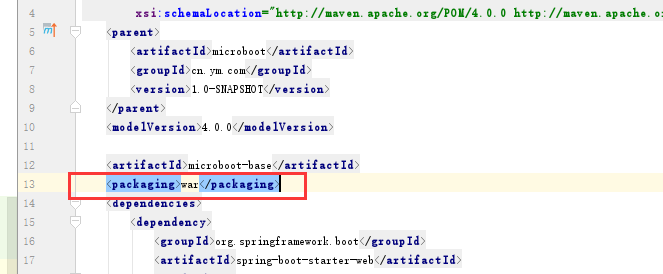 4 xsi:schemaLocation="http://maven.apache.org/POM/4.0.0 http://maven.apache.o
5 <parent>
6 <artifactId>microboot</artifactId>
7 <groupId>cn.ym.com</groupId>
8 <version>1.0-SNAPSHOT</version>
9 </parent>
10 <modelVersion>4.0.0</modelVersion>
11
12 <artifactId>microboot-base</artifactId>
13 <packaging>war</packaging>
14 <dependencies>
15 <dependency>
16 <groupId>org.springframework.boot</groupId>
17 <artifactId>spring-boot-starter-web</artifactId>